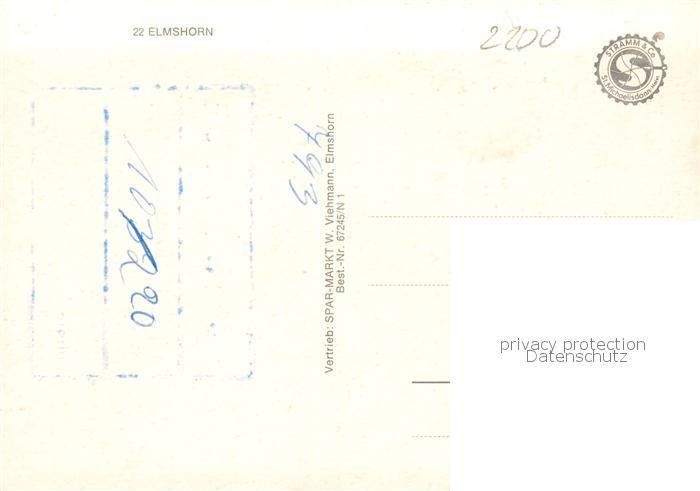 22 ELMSHORN
2200
STRAMM & Co.
St. Michaelisdonn
Vertrieb: SPAR-MARKT W. Viehmann, Elmshorn
Best.-Nr. 67245/N 1
privacy protection
Datenschutz